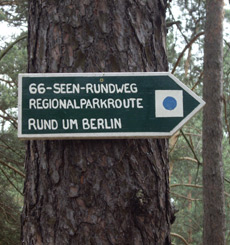 66-SEEN-RUNDWEG
REGIONALPARKROUTE
RUND UM BERLIN